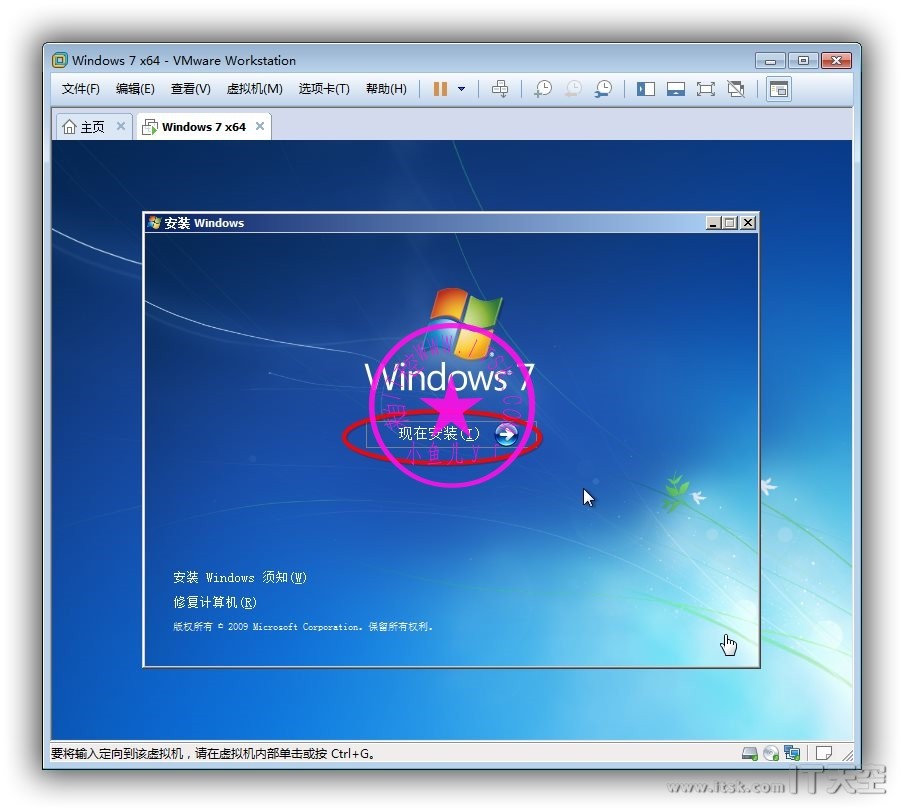 Windows 7 x64 - VMware Workstation
文件(F) 编辑(E) 查看(V) 虚拟机(M) 选项卡(T) 帮助(H)
主页 Windows 7 x64
安装 Windows
Windows 7
现在安装(I)
小鱼儿
安装 Windows 须知(W)
修复计算机(R)
版权所有 © 2009 Microsoft Corporation。保留所有权利。
要将输入定向到该虚拟机，请在虚拟机内部单击或按 Ctrl+G。
www.itsk.com IT天空